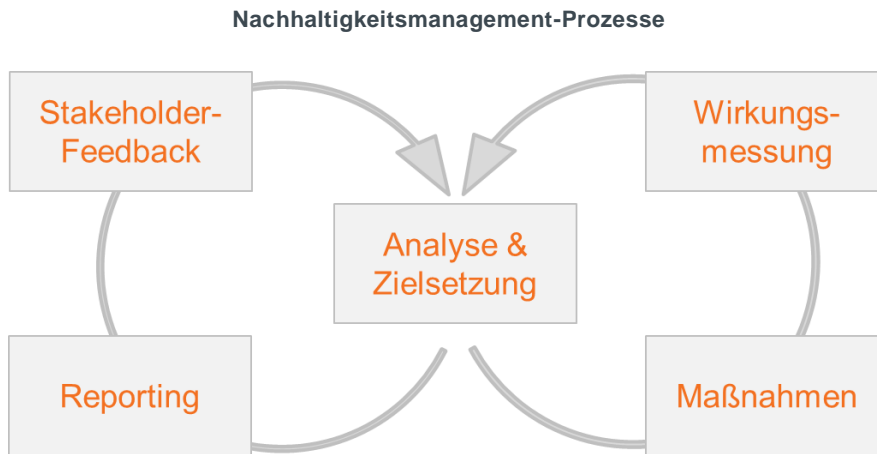 Nachhaltigkeitsmanagement-Prozesse
Stakeholder-
Feedback
Wirkungs-
messung
Analyse &
Zielsetzung
Reporting
Maßnahmen